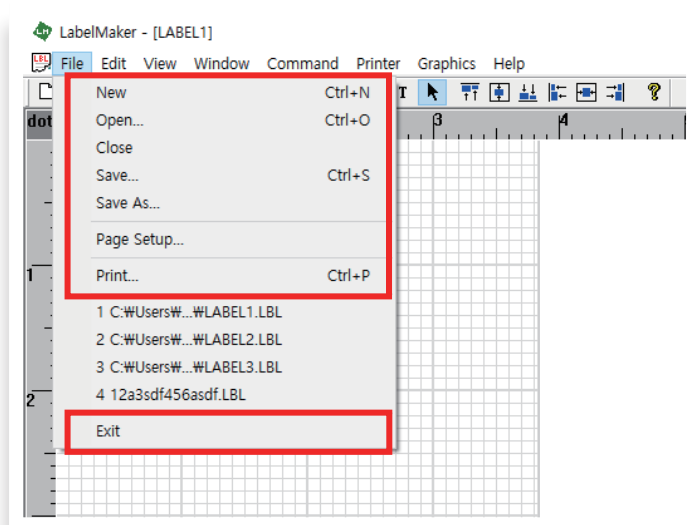 LabelMaker - [LABEL1]
File Edit View Window Command Printer Graphics Help
T
dot 3 4
New Ctrl+N
Open... Ctrl+O
Close
Save... Ctrl+S
Save As...
Page Setup...
1
Print... Ctrl+P
1 C:₩Users₩...₩LABEL1.LBL
2 C:₩Users₩...₩LABEL2.LBL
3 C:₩Users₩...₩LABEL3.LBL
4 12a3sdf456asdf.LBL
2
Exit